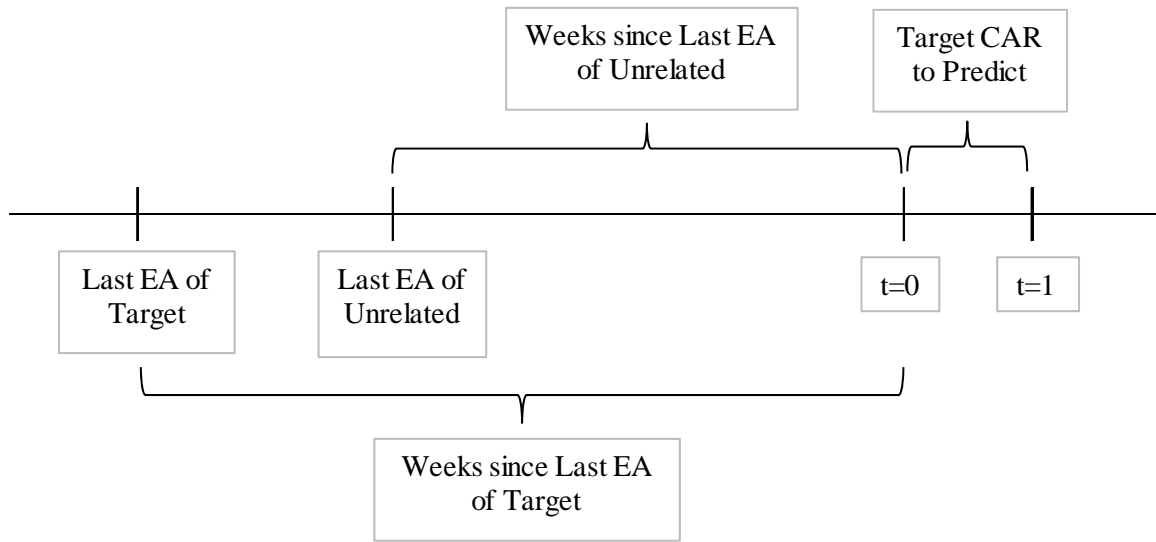 Weeks since Last EA
of Unrelated
Target CAR
to Predict
Last EA of
Target
Last EA of
Unrelated
t=0
t=1
Weeks since Last EA
of Target